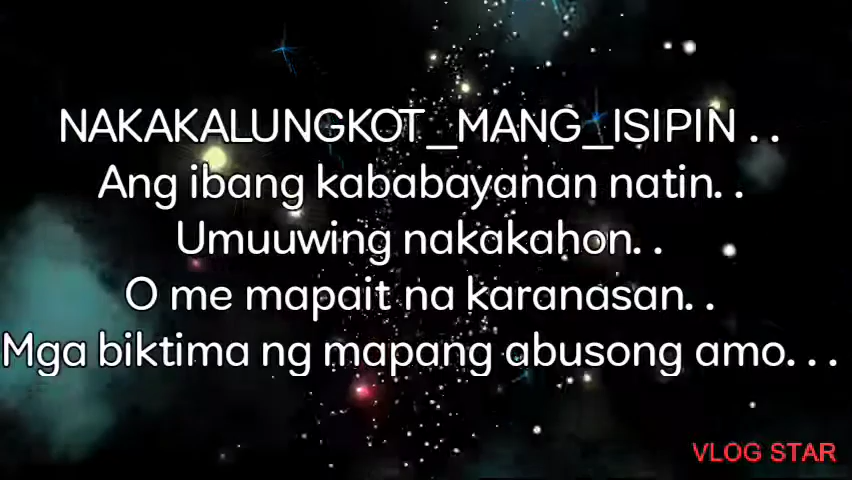 NAKAKALUNGKOT_MANG_ISIPIN . .
Ang ibang kababayanan natin. .
Umuuwing nakakahon. .
O me mapait na karanasan. .
Mga biktima ng mapang abusong amo. . .
VLOG STAR